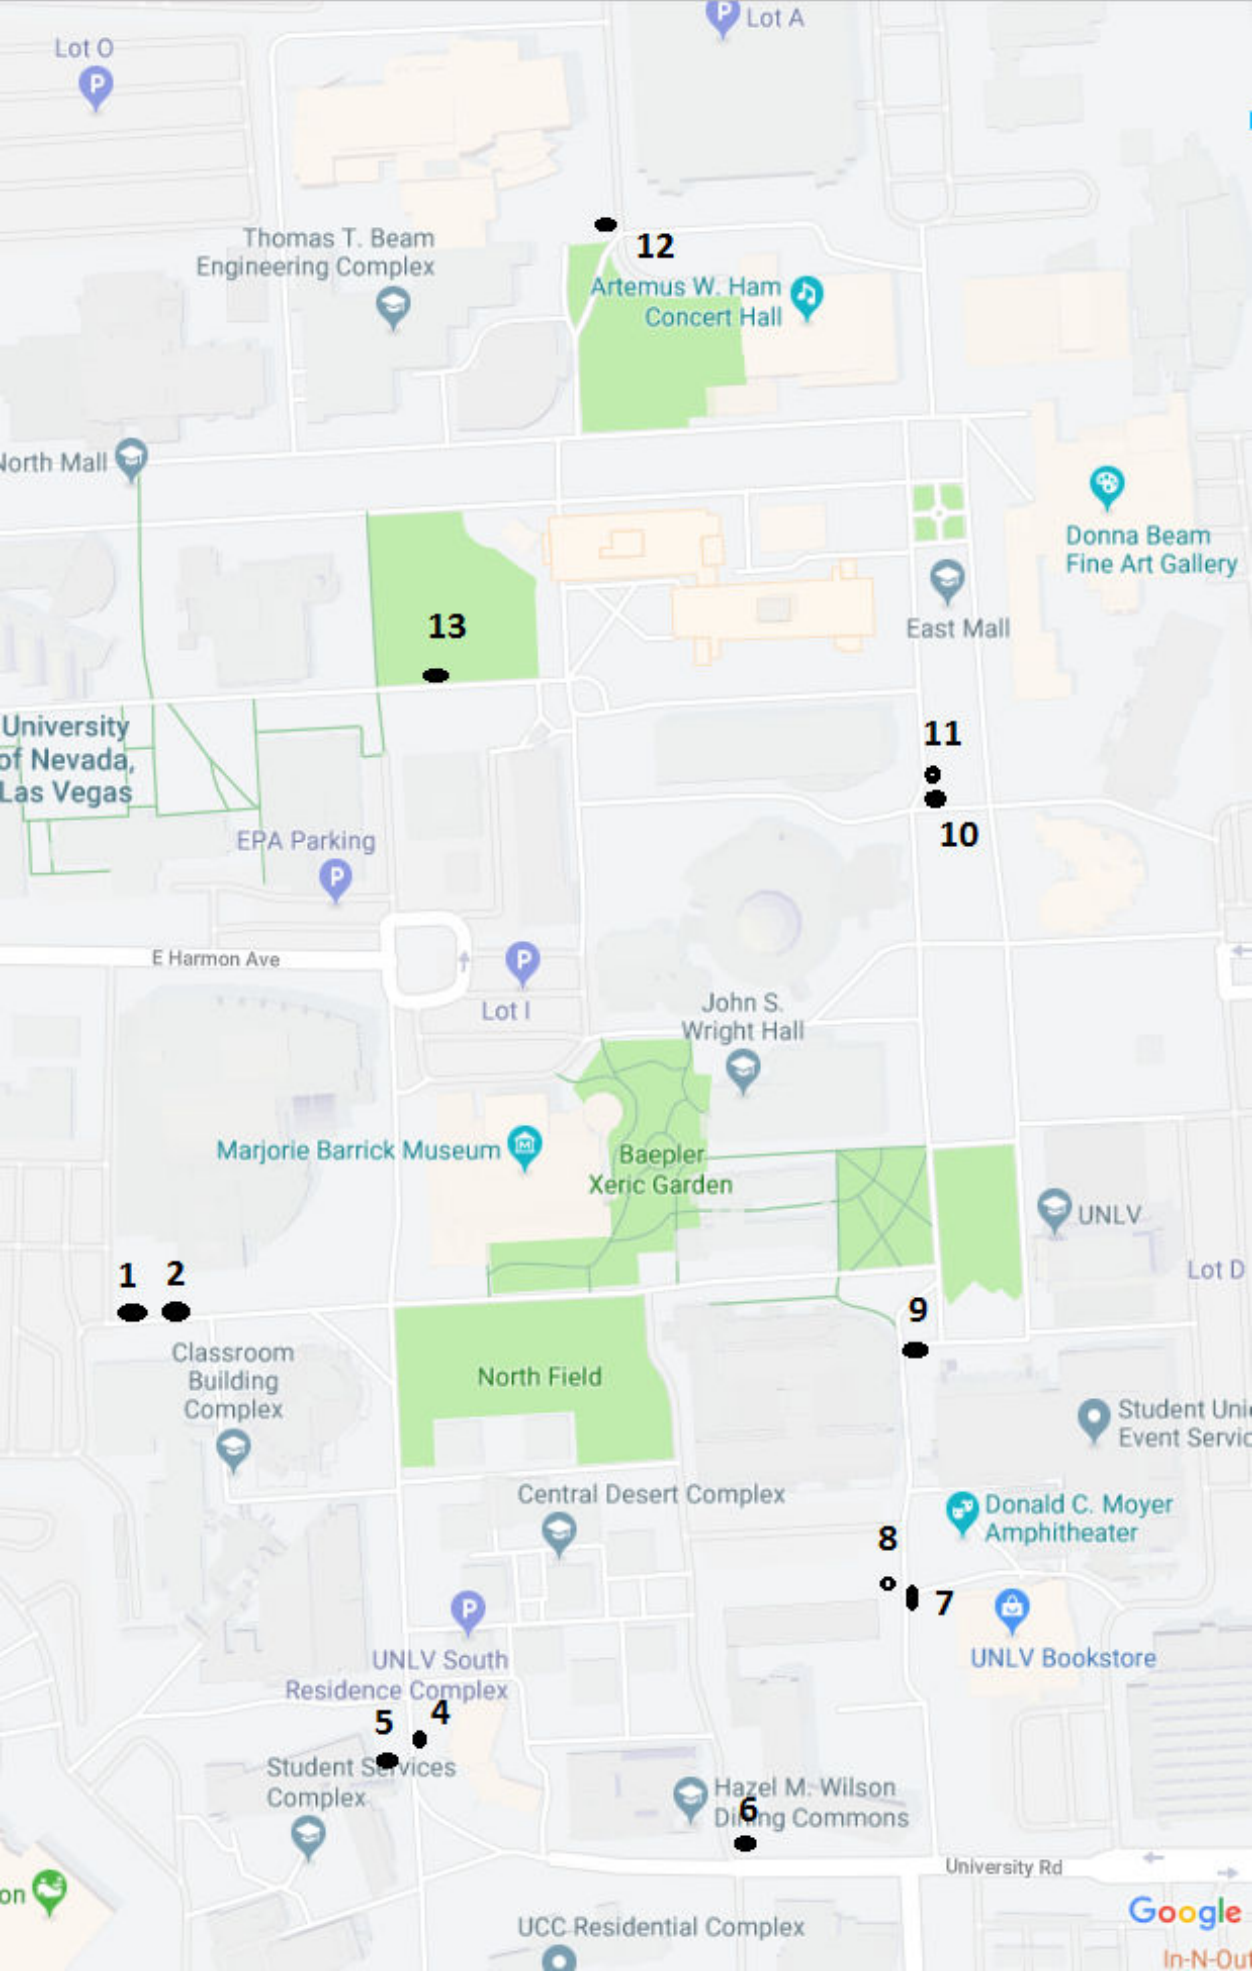 Lot A
Lot O
Thomas T. Beam
Engineering Complex
12
Artemus W. Ham
Concert Hall
North Mall
Donna Beam
Fine Art Gallery
13
East Mall
University
of Nevada,
Las Vegas
11
10
EPA Parking
E Harmon Ave
Lot I
John S.
Wright Hall
Marjorie Barrick Museum
Baepler
Xeric Garden
UNLV
Lot D
1
2
9
Classroom
Building
Complex
North Field
Student Uni
Event Servic
Central Desert Complex
Donald C. Moyer
Amphitheater
8
7
UNLV South
Residence Complex
UNLV Bookstore
5
4
Student Services
Complex
Hazel M. Wilson
Dining Commons
6
University Rd
on
Google
UCC Residential Complex
In-N-Out